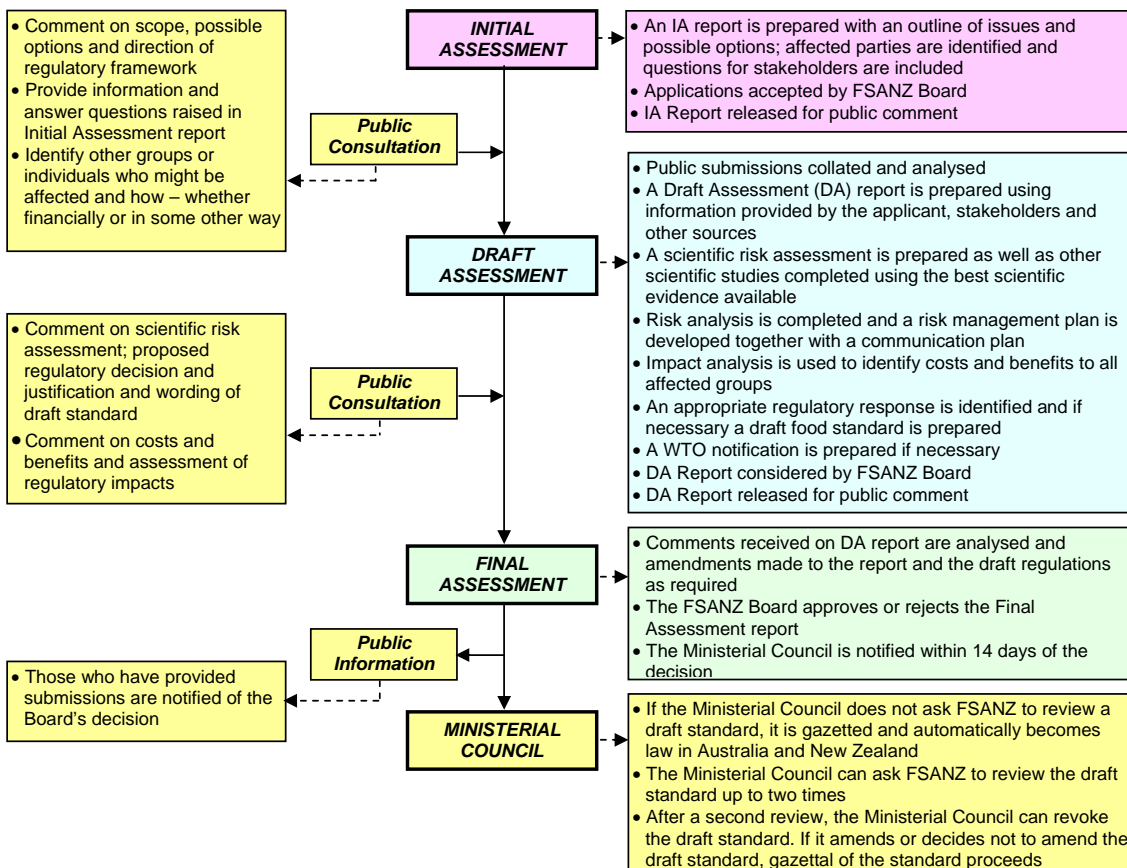 • Comment on scope, possible
options and direction of
regulatory framework
• Provide information and
answer questions raised in
Initial Assessment report
• Identify other groups or
individuals who might be
affected and how – whether
financially or in some other way
INITIAL
ASSESSMENT
• An IA report is prepared with an outline of issues and
possible options; affected parties are identified and
questions for stakeholders are included
• Applications accepted by FSANZ Board
• IA Report released for public comment
Public
Consultation
DRAFT
ASSESSMENT
• Public submissions collated and analysed
• A Draft Assessment (DA) report is prepared using
information provided by the applicant, stakeholders and
other sources
• A scientific risk assessment is prepared as well as other
scientific studies completed using the best scientific
evidence available
• Risk analysis is completed and a risk management plan is
developed together with a communication plan
• Impact analysis is used to identify costs and benefits to all
affected groups
• An appropriate regulatory response is identified and if
necessary a draft food standard is prepared
• A WTO notification is prepared if necessary
• DA Report considered by FSANZ Board
• DA Report released for public comment
• Comment on scientific risk
assessment; proposed
regulatory decision and
justification and wording of
draft standard
• Comment on costs and
benefits and assessment of
regulatory impacts
Public
Consultation
FINAL
ASSESSMENT
• Comments received on DA report are analysed and
amendments made to the report and the draft regulations
as required
• The FSANZ Board approves or rejects the Final
Assessment report
• The Ministerial Council is notified within 14 days of the
decision
Public
Information
• Those who have provided
submissions are notified of the
Board's decision
MINISTERIAL
COUNCIL
• If the Ministerial Council does not ask FSANZ to review a
draft standard, it is gazetted and automatically becomes
law in Australia and New Zealand
• The Ministerial Council can ask FSANZ to review the draft
standard up to two times
• After a second review, the Ministerial Council can revoke
the draft standard. If it amends or decides not to amend the
draft standard, gazettal of the standard proceeds